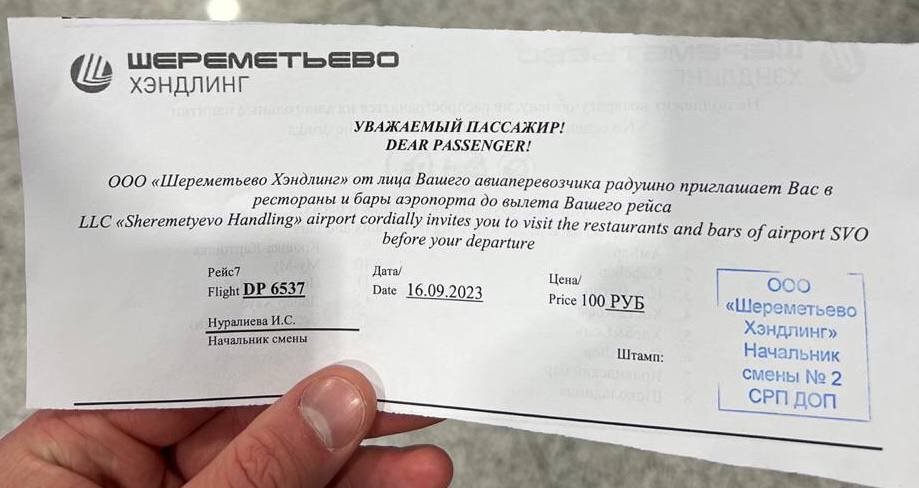 ШЕРЕМЕТЬЕВО
ХЭНДЛИНГ
УВАЖАЕМЫЙ ПАССАЖИР!
DEAR PASSENGER!
ООО «Шереметьево Хэндлинг» от лица Вашего авиаперевозчика радушно приглашает Вас в
рестораны и бары аэропорта до вылета Вашего рейса
LLC «Sheremetyevo Handling» airport cordially invites you to visit the restaurants and bars of airport SVO
before your departure
Рейс7
Flight DP 6537
Дата/
Date 16.09.2023
Цена/
Price 100 РУБ
Нуралиева И.С.
Начальник смены
Штамп:
ООО
«Шереметьево
Хэндлинг»
Начальник
смены № 2
СРП ДОП